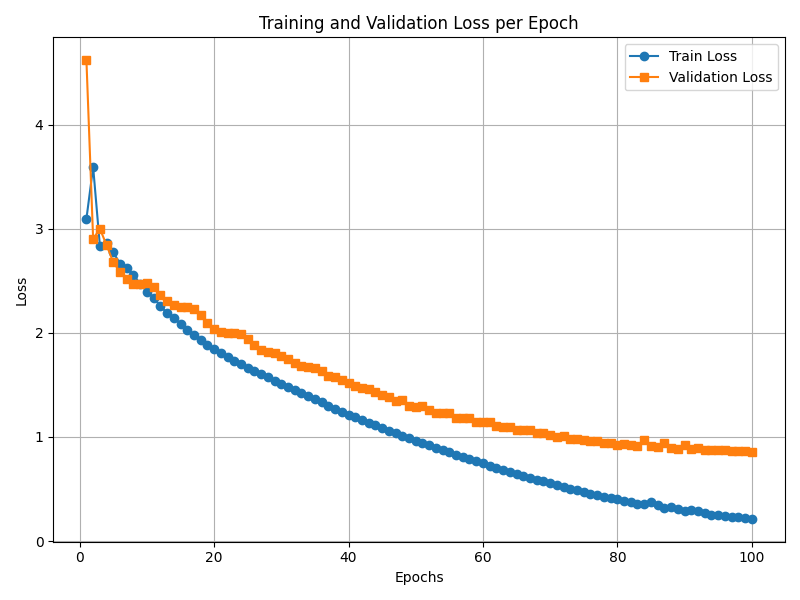 Training and Validation Loss per Epoch
Train Loss
Validation Loss
4
3
2
1
0
Loss
0 20 40 60 80 100
Epochs